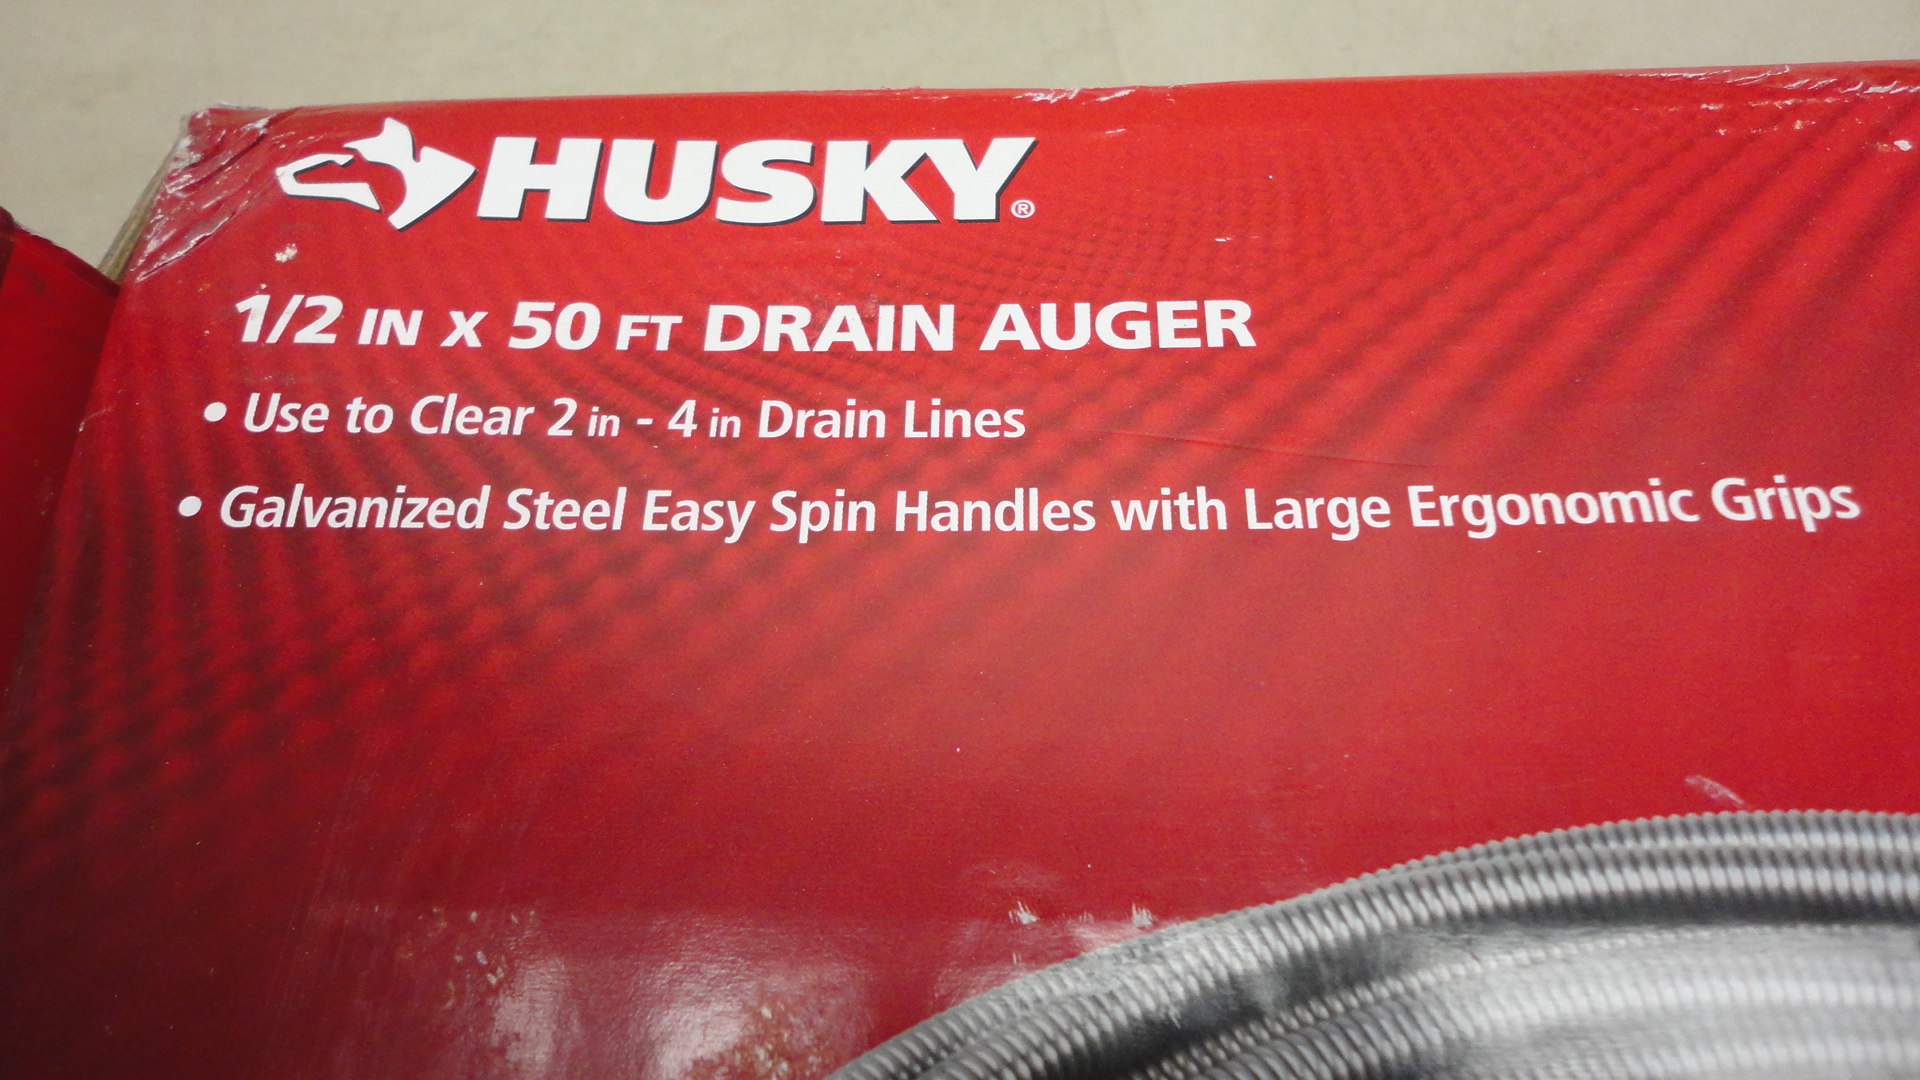 HUSKY®
1/2 IN X 50 FT DRAIN AUGER
• Use to Clear 2 in - 4 in Drain Lines
• Galvanized Steel Easy Spin Handles with Large Ergonomic Grips